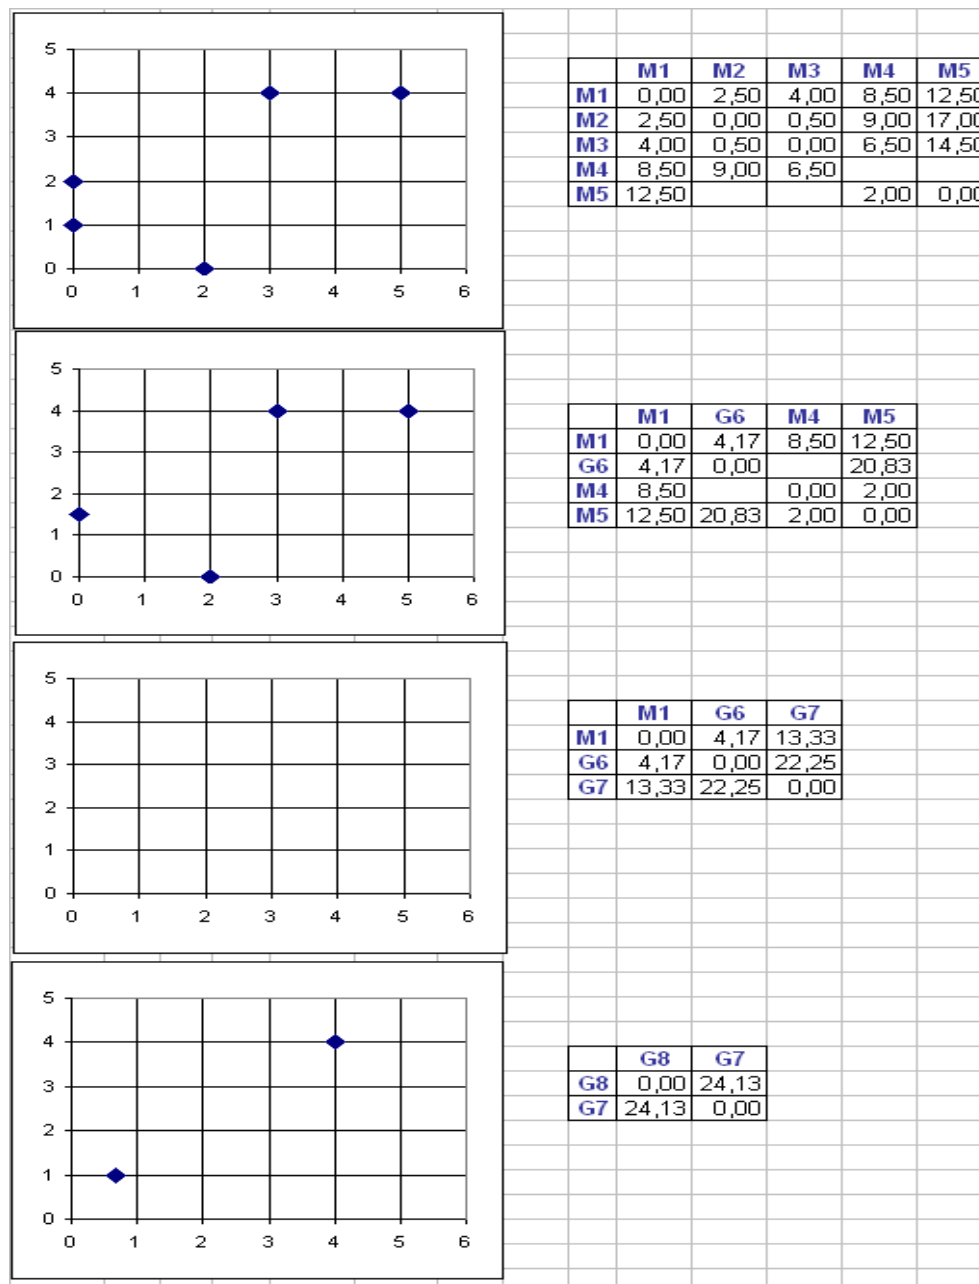 5
4
3
2
1
0
0 1 2 3 4 5 6
M1 M2 M3 M4 M5
M1 0,00 2,50 4,00 8,50 12,50
M2 2,50 0,00 0,50 9,00 17,00
M3 4,00 0,50 0,00 6,50 14,50
M4 8,50 9,00 6,50
M5 12,50 2,00 0,00
5
4
3
2
1
0
0 1 2 3 4 5 6
M1 G6 M4 M5
M1 0,00 4,17 8,50 12,50
G6 4,17 0,00 20,83
M4 8,50 0,00 2,00
M5 12,50 20,83 2,00 0,00
5
4
3
2
1
0
0 1 2 3 4 5 6
M1 G6 G7
M1 0,00 4,17 13,33
G6 4,17 0,00 22,25
G7 13,33 22,25 0,00
5
4
3
2
1
0
0 1 2 3 4 5 6
G8 G7
G8 0,00 24,13
G7 24,13 0,00